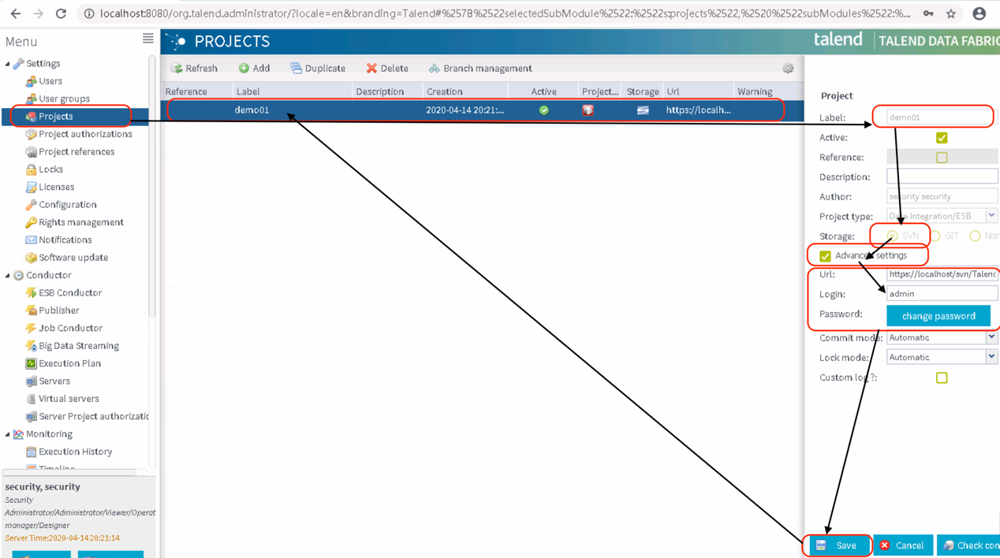 localhost:8080/org.talend.administrator/?locale=en&branding=Talend#%257B%2522selectedSubModule%2522:%2522s:projects%2522,%2520%2522subModules%2522:%...
Menu
PROJECTS
talend | TALEND DATA FABRIC
Refresh Add Duplicate Delete Branch management
Reference Label Description Creation Active Project... Storage Url Warning
demo01 2020-04-14 20:21:... https://localh...
Settings
Users
User groups
Projects
Project authorizations
Project references
Locks
Licenses
Configuration
Rights management
Notifications
Software update
Conductor
ESB Conductor
Publisher
Job Conductor
Big Data Streaming
Execution Plan
Servers
Virtual servers
Server Project authorizatic
Monitoring
Execution History
Timeline
security, security
Security
Administrator/Administrator/Viewer/Operat
manager/Designer
Server Time:2020-04-14 20:21:14
Project
Label: demo01
Active:
Reference:
Description:
Author: security security
Project type: Data Integration/ESB
Storage: SVN GIT Non
Advanced settings
Url: https://localhost/svn/Talend
Login: admin
Password: change password
Commit mode: Automatic
Lock mode: Automatic
Custom log ?:
Save Cancel Check con